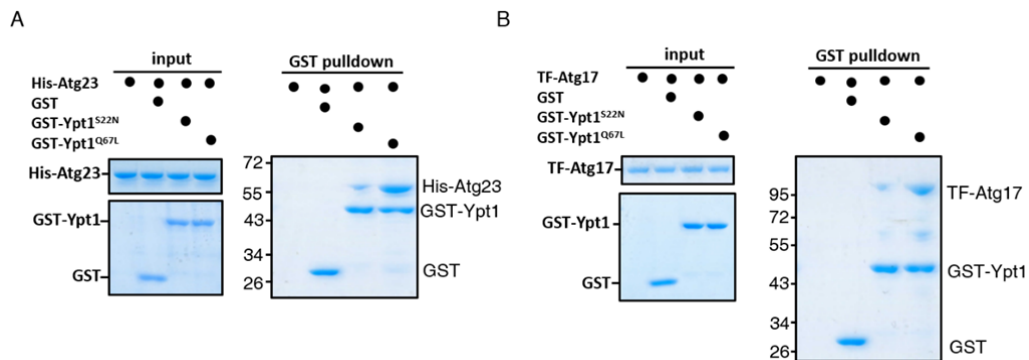 A
input
GST pulldown
His-Atg23
GST
GST-Ypt1S22N
GST-Ypt1Q67L
His-Atg23
GST-Ypt1
GST
72
55
43
34
26
His-Atg23
GST-Ypt1
GST
B
input
GST pulldown
TF-Atg17
GST
GST-Ypt1S22N
GST-Ypt1Q67L
TF-Atg17
GST-Ypt1
GST
95
72
55
43
34
26
TF-Atg17
GST-Ypt1
GST